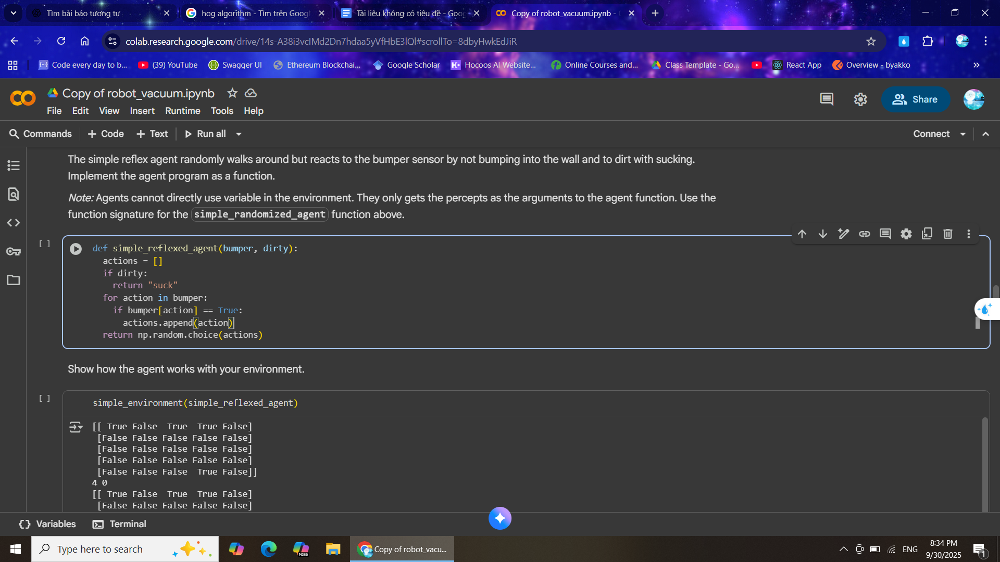 Tìm bài báo tương tự
hog algorithm - Tìm trên Goog
Tài liệu không có tiêu đề - Goo
Copy of robot_vacuum.ipynb -
colab.research.google.com/drive/14s-A38i3vcIMd2Dn7hdaa5yVfHbE3lQl#scrollTo=8dbyHwkEdJiR
Code every day to b...
(39) YouTube
Swagger UI
Ethereum Blockchai...
Google Scholar
Hocoos AI Website...
Online Courses and...
Class Template - Go...
React App
Overview - byakko
Copy of robot_vacuum.ipynb
File Edit View Insert Runtime Tools Help
Share
Commands + Code + Text Run all
Connect
The simple reflex agent randomly walks around but reacts to the bumper sensor by not bumping into the wall and to dirt with sucking.
Implement the agent program as a function.
Note: Agents cannot directly use variable in the environment. They only gets the percepts as the arguments to the agent function. Use the
function signature for the simple_randomized_agent function above.
[ ]
def simple_reflexed_agent(bumper, dirty):
actions = []
if dirty:
return "suck"
for action in bumper:
if bumper[action] == True:
actions.append(action)
return np.random.choice(actions)
Show how the agent works with your environment.
[ ]
simple_environment(simple_reflexed_agent)
[[ True False  True  True False]
[False False False False False]
[False False False False False]
[False False False False False]
[False False False  True False]]
4 0
[[ True False  True  True False]
[False False False False False]
{} Variables
Terminal
Type here to search
M365
Copy of robot_vacu...
ENG
8:34 PM
9/30/2025
1